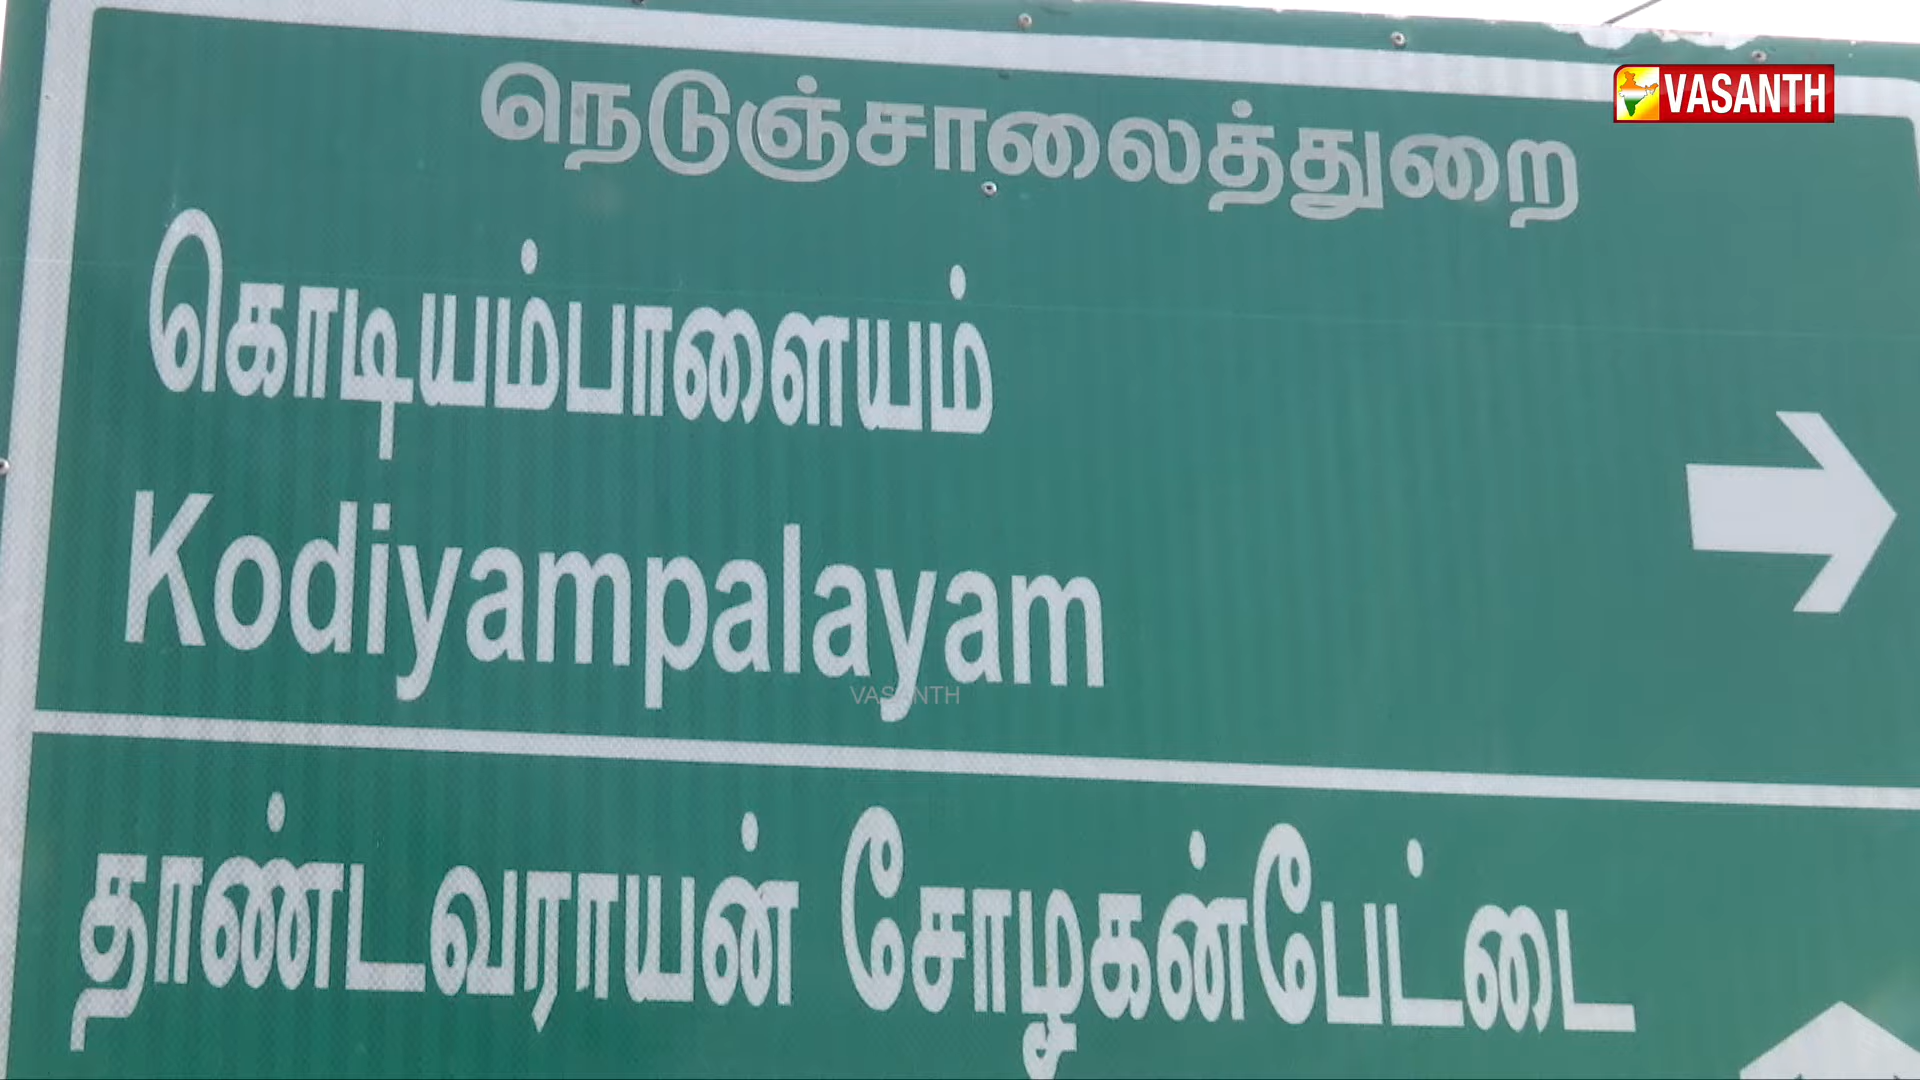 நெடுஞ்சாலைத்துறை
VASANTH
கொடியம்பாளையம்
Kodiyampalayam
VASANTH
தாண்டவராயன் சோழகன்பேட்டை